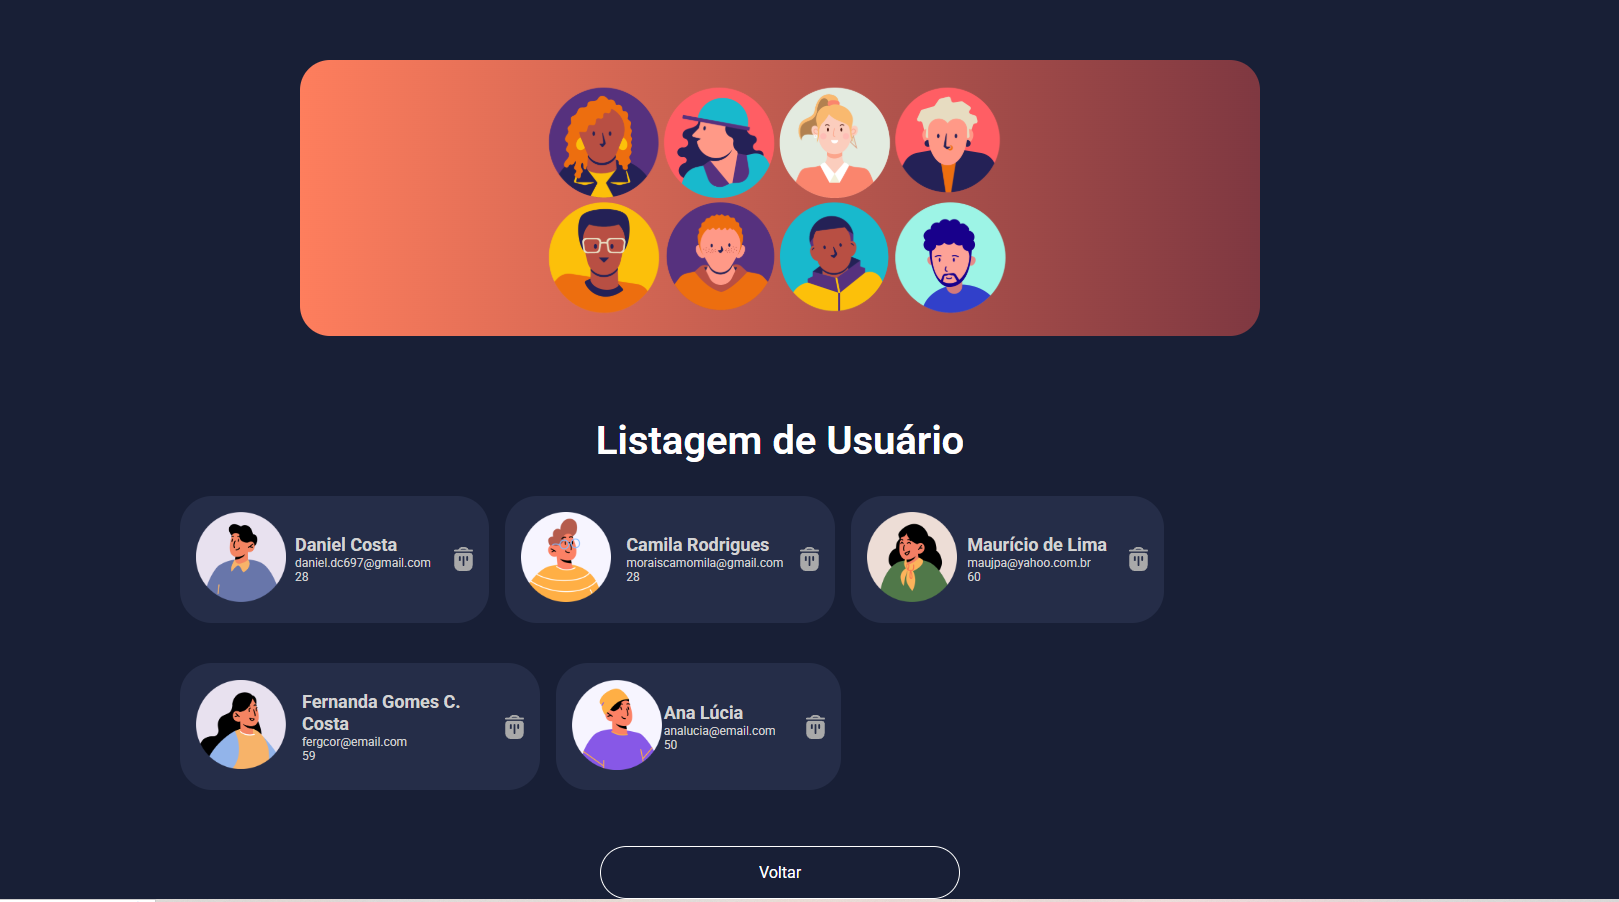 Listagem de Usuário
Daniel Costa
daniel.dc697@gmail.com
28
Camila Rodrigues
moraiscamomila@gmail.com
28
Maurício de Lima
maujpa@yahoo.com.br
60
Fernanda Gomes C.
Costa
fergcor@email.com
59
Ana Lúcia
analucia@email.com
50
Voltar